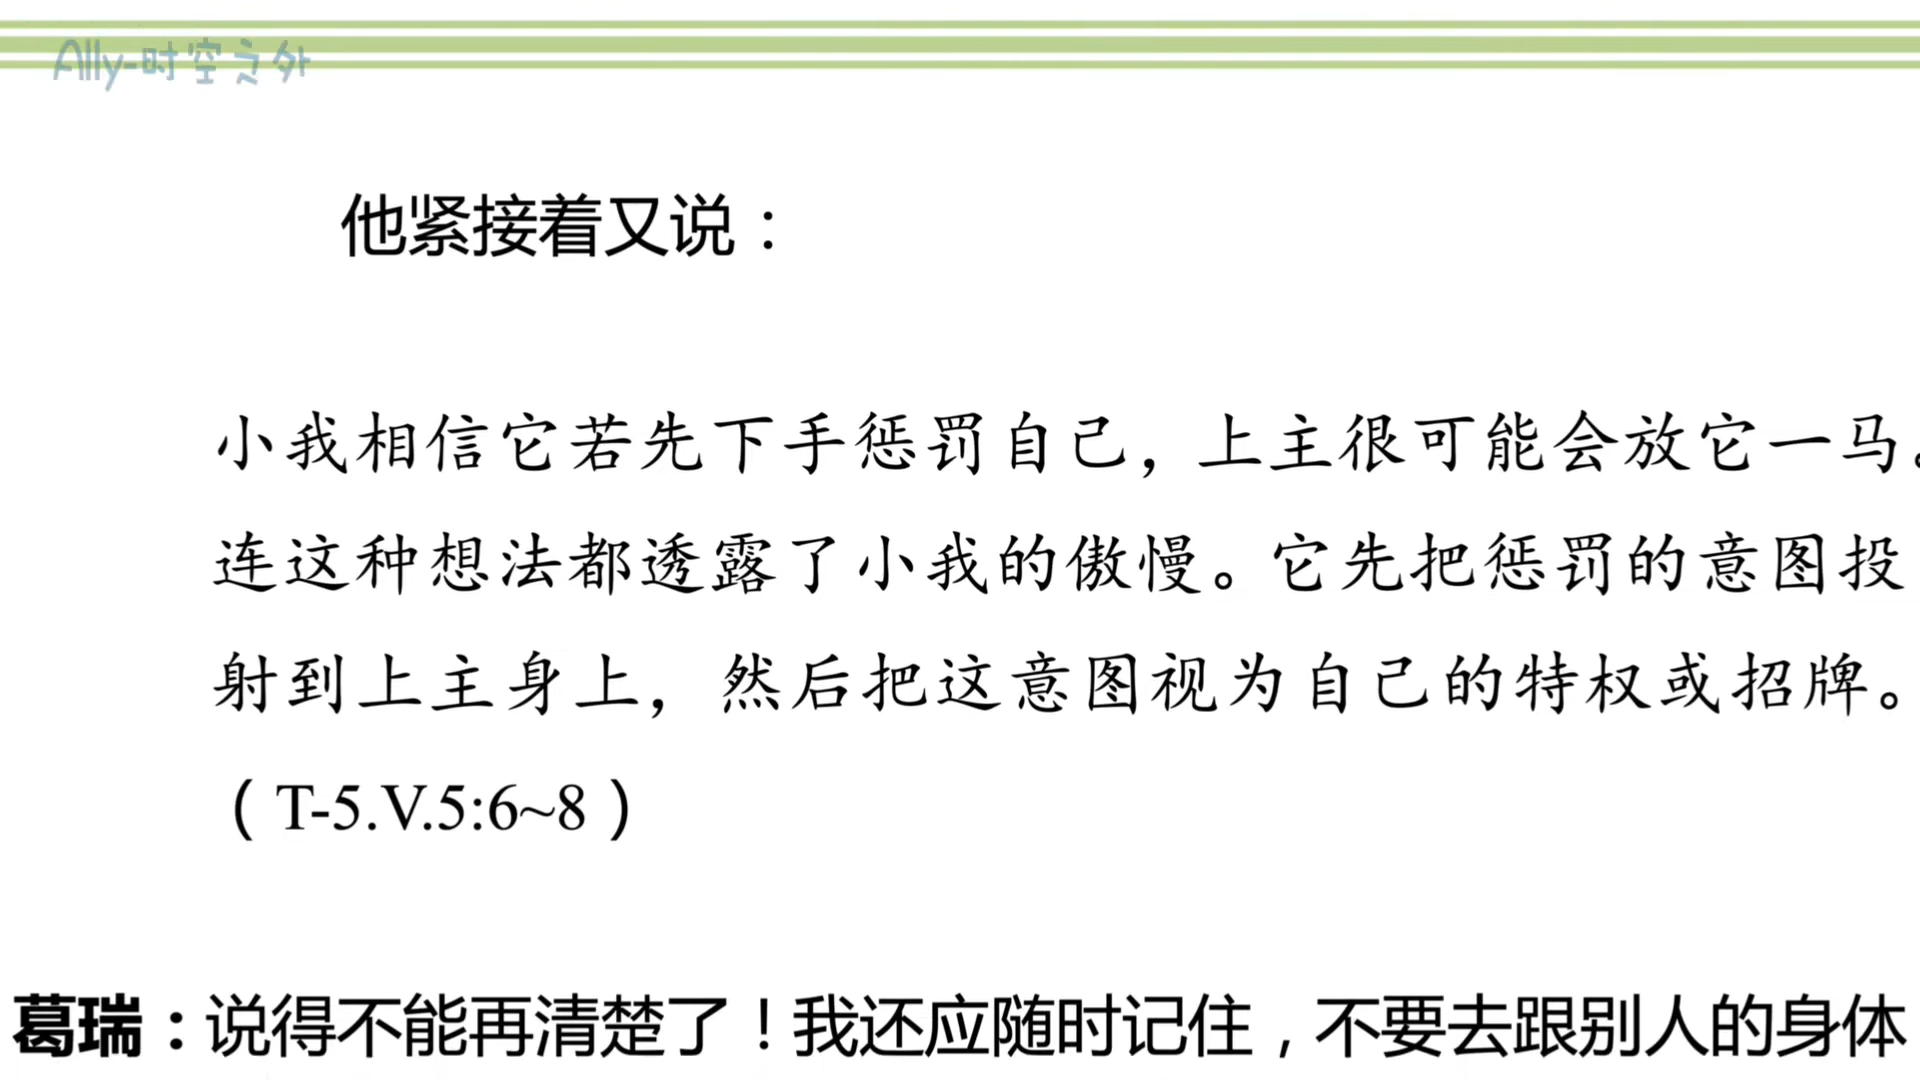 Ally-时空之外
他紧接着又说：
小我相信它若先下手惩罚自己，上主很可能会放它一马。
连这种想法都透露了小我的傲慢。它先把惩罚的意图投
射到上主身上，然后把这意图视为自己的特权或招牌。
（T-5.V.5:6~8）
葛瑞：说得不能再清楚了！我还应随时记住，不要去跟别人的身体